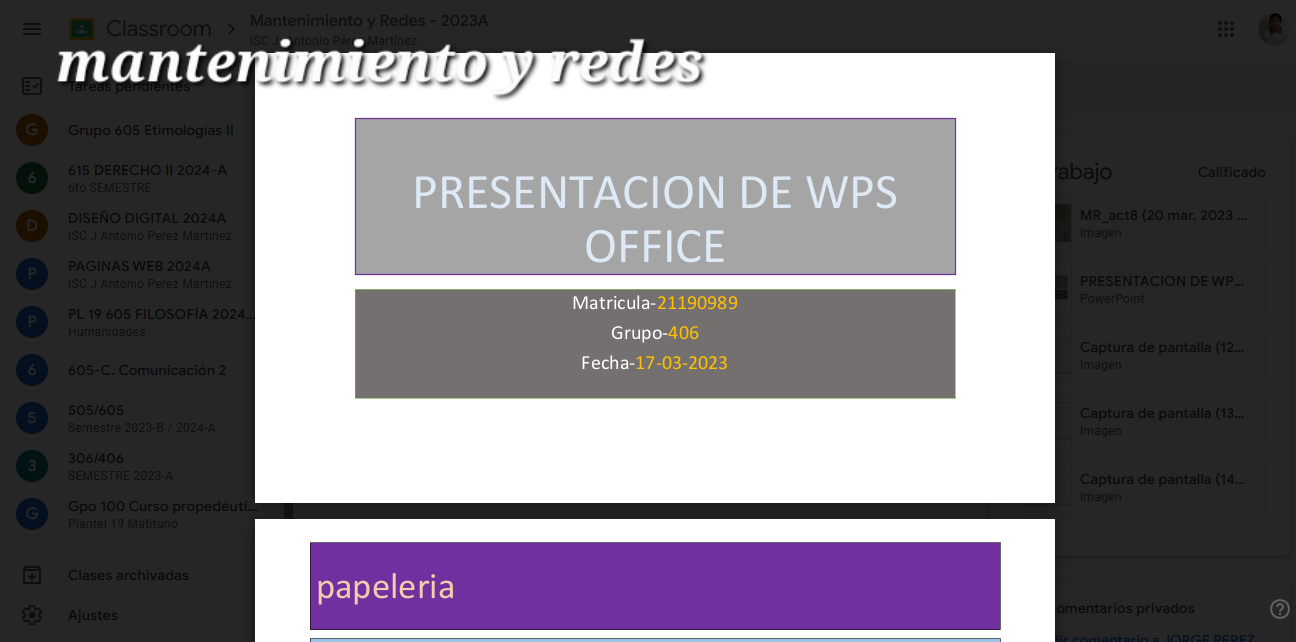 Classroom
Mantenimiento y Redes - 2023A
ISC J Antonio Pérez Martínez
mantenimiento y redes
Tareas pendientes
G
Grupo 605 Etimologias II
6
615 DERECHO II 2024-A
6to SEMESTRE
D
DISEÑO DIGITAL 2024A
ISC J Antonio Perez Martinez
P
PAGINAS WEB 2024A
ISC J Antonio Perez Martinez
P
PL 19 605 FILOSOFÍA 2024...
Humanidades
6
605-C. Comunicación 2
5
505/605
Semestre 2023-B / 2024-A
3
306/406
SEMESTRE 2023-A
G
Gpo 100 Curso propedéuti...
Plantel 19 Matituno
Clases archivadas
Ajustes
PRESENTACION DE WPS
OFFICE
Matricula-21190989
Grupo-406
Fecha-17-03-2023
papeleria
rabajo
Calificado
MR_act8 (20 mar. 2023 ...
Imagen
PRESENTACION DE WP...
PowerPoint
Captura de pantalla (12...
Imagen
Captura de pantalla (13...
Imagen
Captura de pantalla (14...
Imagen
omentarios privados
dir comentario a JORGE PEREZ